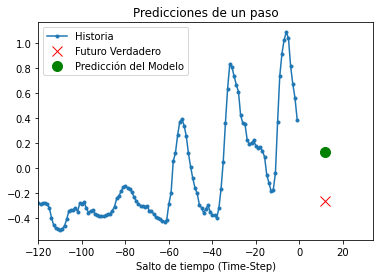 Predicciones de un paso
Historia
Futuro Verdadero
Predicción del Modelo
1.0
0.8
0.6
0.4
0.2
0.0
−0.2
−0.4
−120 −100 −80 −60 −40 −20 0 20
Salto de tiempo (Time-Step)